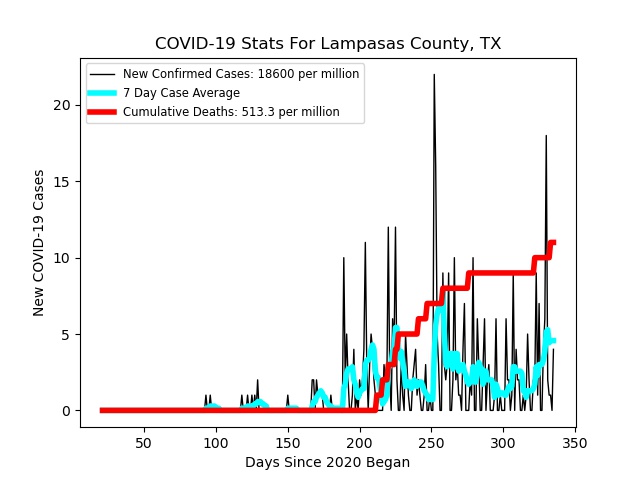 COVID-19 Stats For Lampasas County, TX
New Confirmed Cases: 18600 per million
7 Day Case Average
Cumulative Deaths: 513.3 per million
New COVID-19 Cases
20
15
10
5
0
50 100 150 200 250 300 350
Days Since 2020 Began